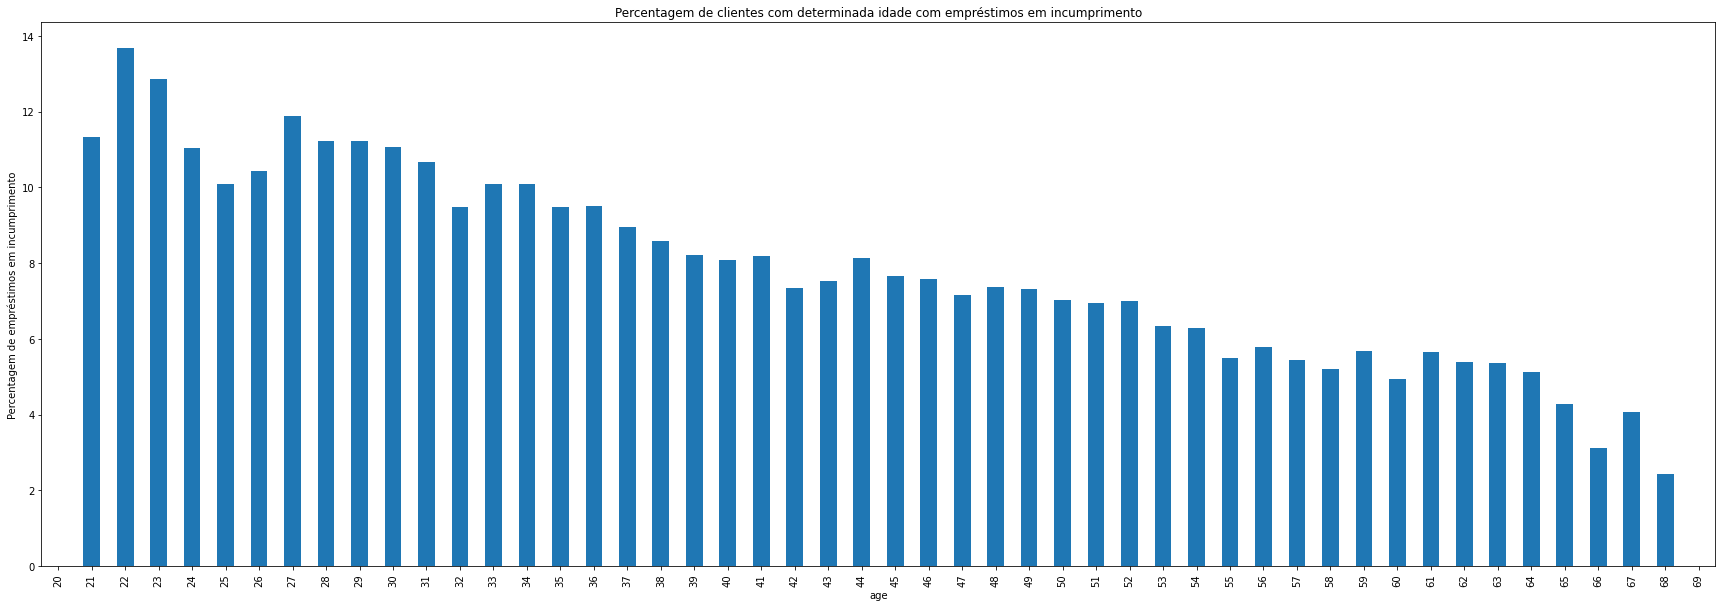 Percentagem de clientes com determinada idade com empréstimos em incumprimento
Percentagem de empréstimos em incumprimento
14
12
10
8
6
4
2
0
20 21 22 23 24 25 26 27 28 29 30 31 32 33 34 35 36 37 38 39 40 41 42 43 44 45 46 47 48 49 50 51 52 53 54 55 56 57 58 59 60 61 62 63 64 65 66 67 68 69
age